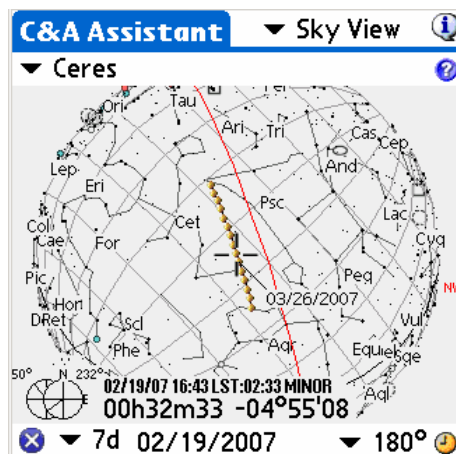 C&A Assistant Sky View
Ceres
Ori Tau Per
Ari Tri Cas Cep
Lep And
Eri Psc
Cet Lac
Col Cae For Cyg
Pic Peq
Hor 03/26/2007 NW
DRet Scl Vul
Phe Aqr Equ Sge
50° N 232° Aql
02/19/07 16:43 LST:02:33 MINOR
E
00h32m33 -04°55'08
7d 02/19/2007 180°